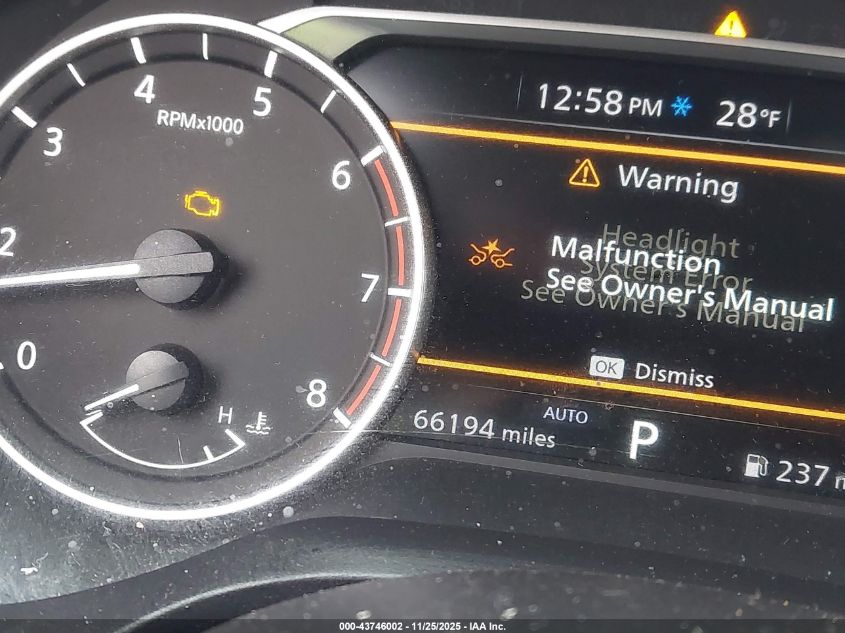 12:58 PM 28°F
4
5
RPMx1000
3
6
Warning
2
Headlight
System Error
See Owner's Manual
Malfunction
See Owner's Manual
7
0
OK Dismiss
8
H
AUTO
66194 miles
P
237
000-43746002 - 11/25/2025 - IAA Inc.